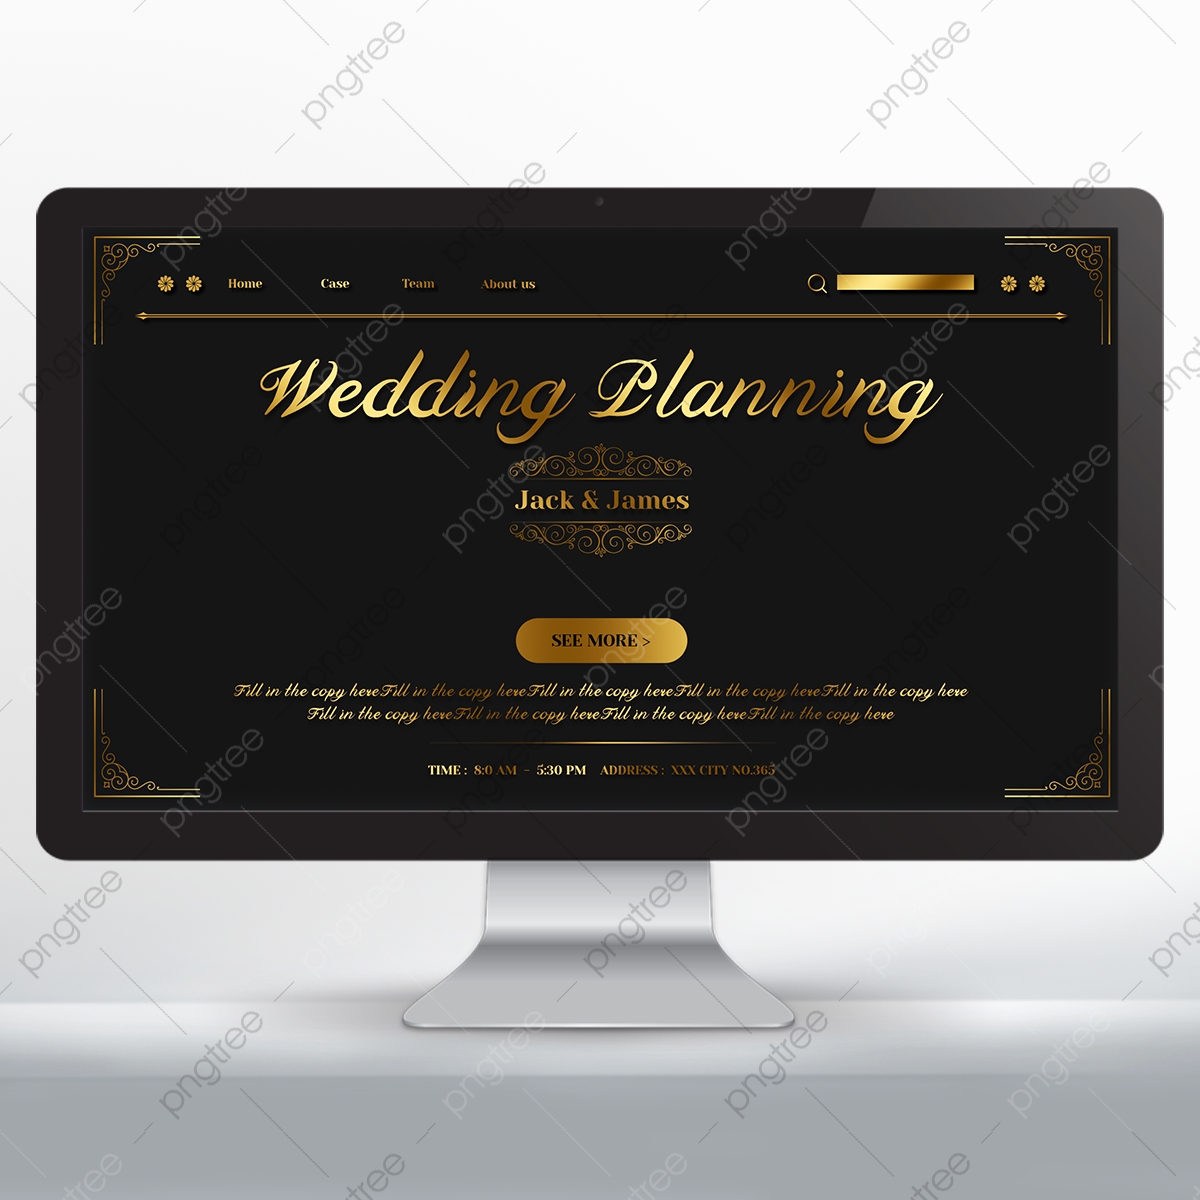 Home Case Team About us
Wedding Planning
Jack & James
SEE MORE >
Fill in the copy hereFill in the copy hereFill in the copy hereFill in the copy hereFill in the copy here
Fill in the copy hereFill in the copy hereFill in the copy hereFill in the copy here
TIME : 8:0 AM - 5:30 PM ADDRESS : XXX CITY NO.365
pngtree